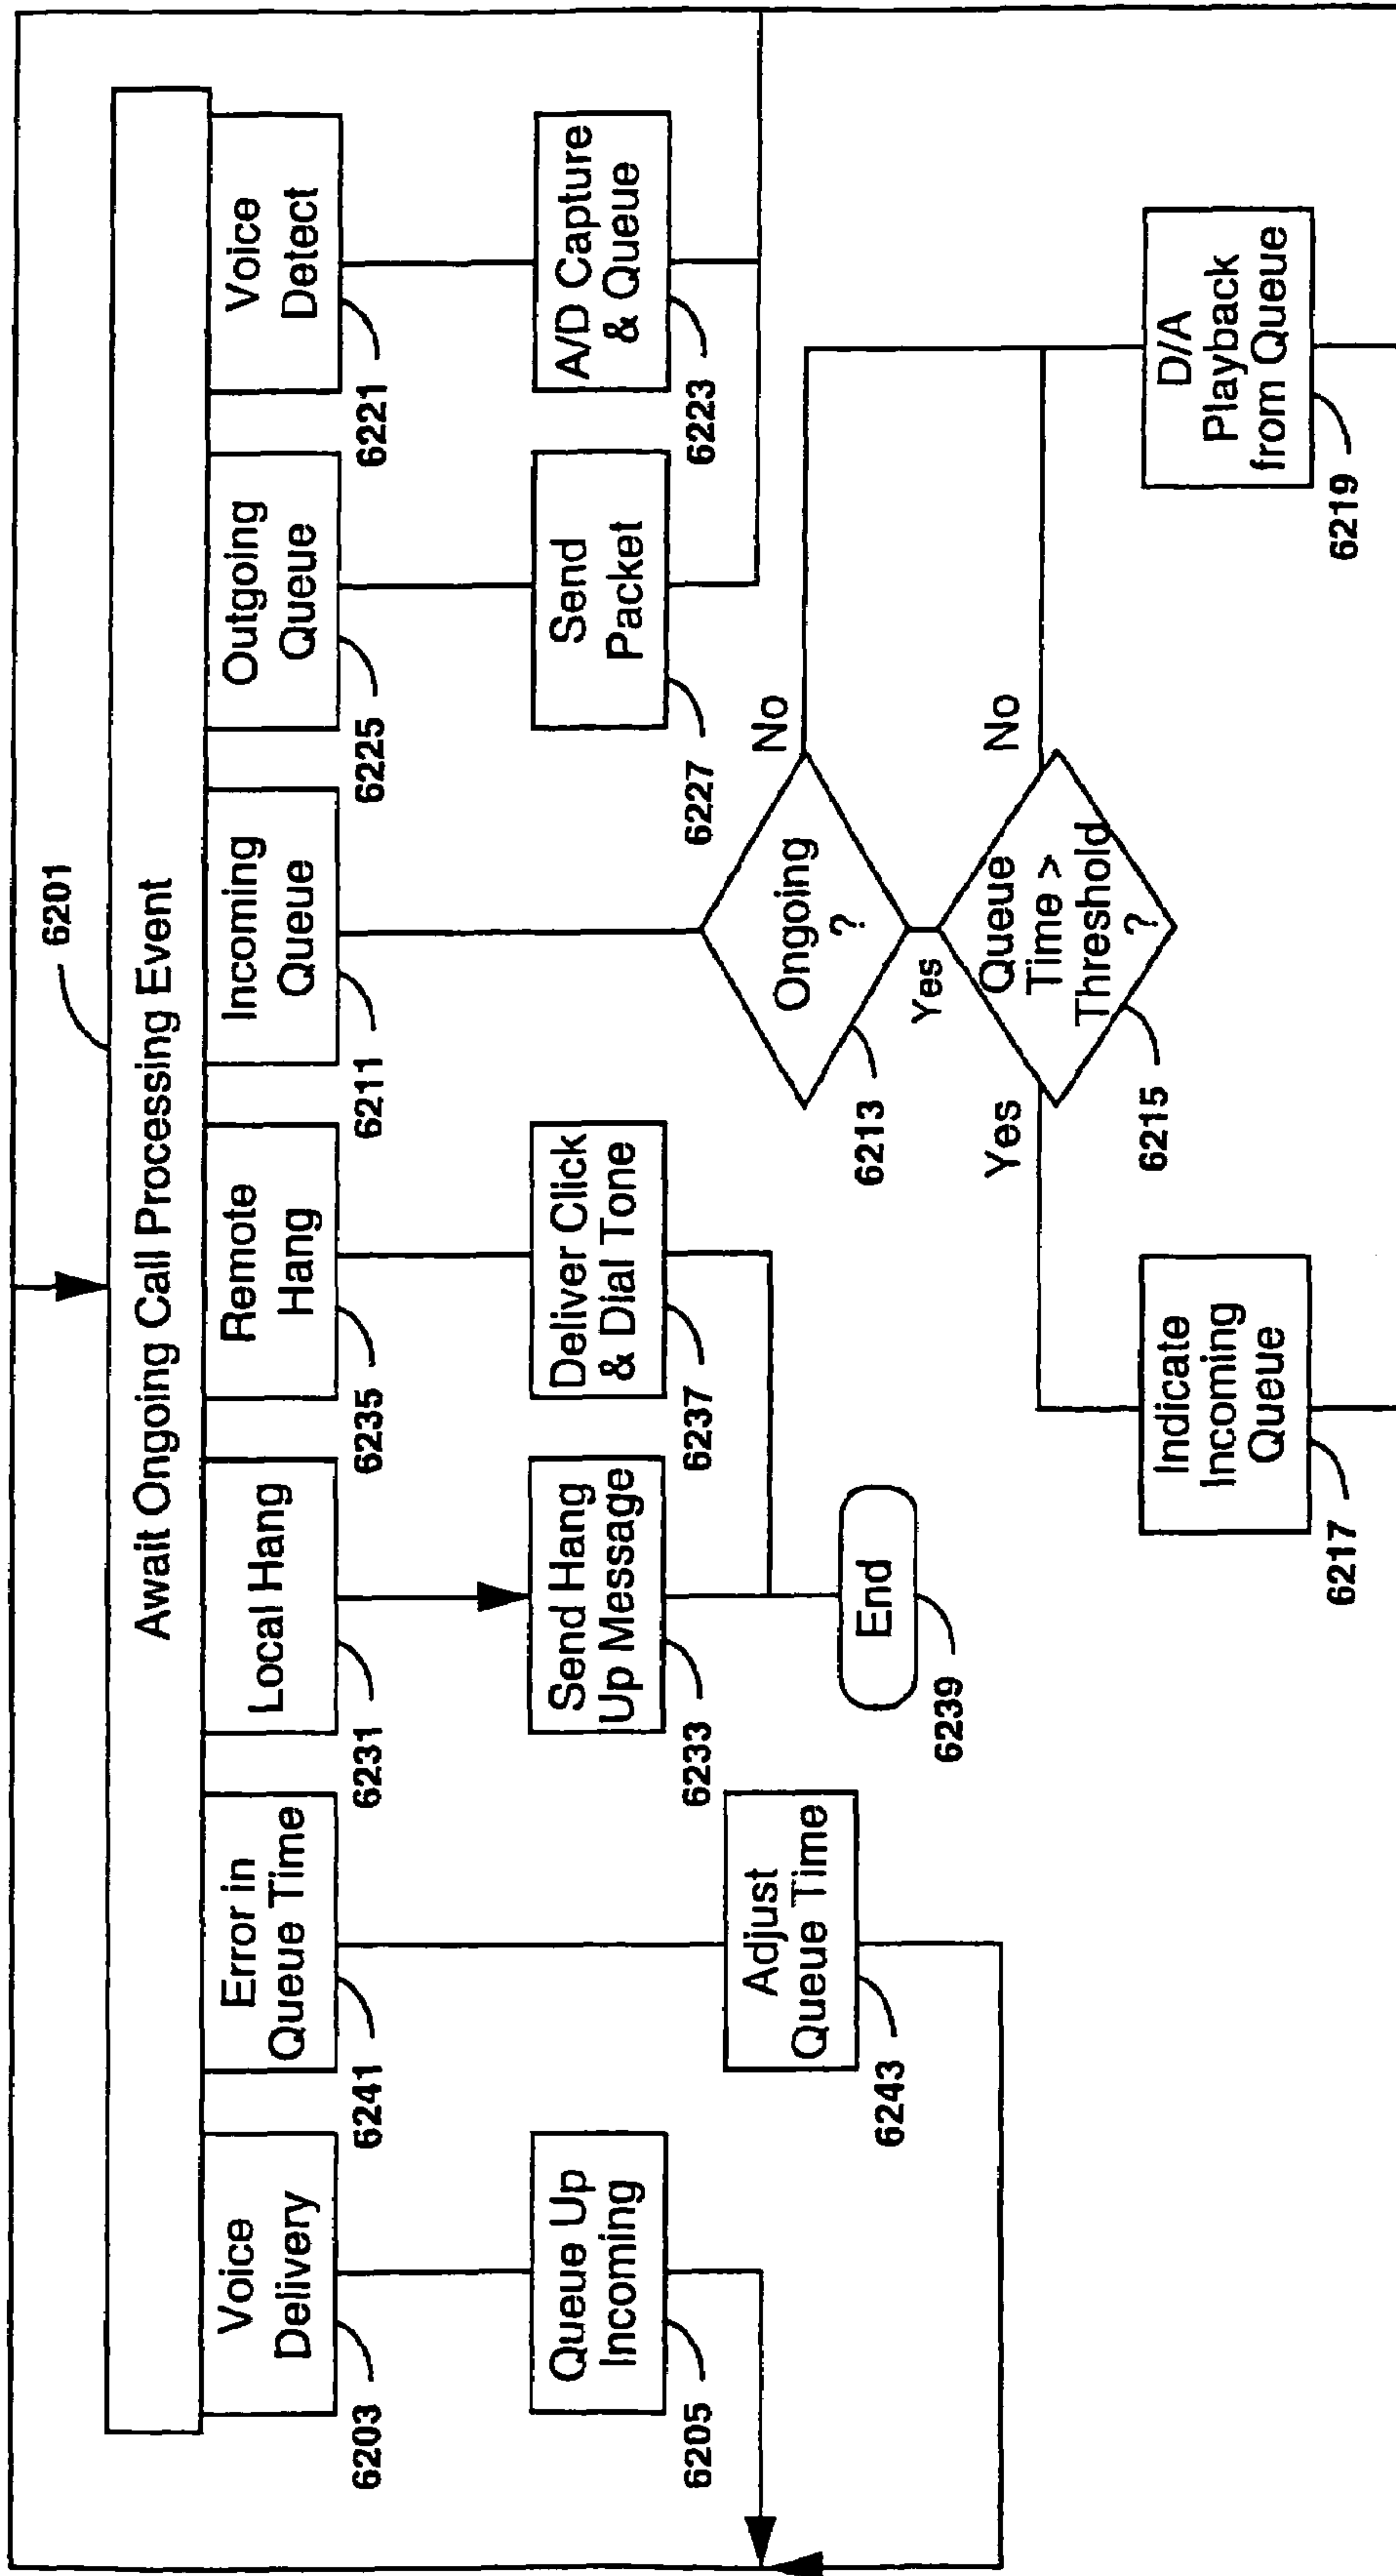 6201
Await Ongoing Call Processing Event
Voice
Delivery
6203
Error in
Queue Time
6241
Local Hang
6231
Remote
Hang
6235
Incoming
Queue
6211
Outgoing
Queue
6225
Voice
Detect
6221
Queue Up
Incoming
6205
Send Hang
Up Message
6233
Deliver Click
& Dial Tone
6237
Send
Packet
6227
A/D Capture
& Queue
6223
Adjust
Queue Time
6243
End
6239
Ongoing
?
6213
No
Yes
Queue
Time >
Threshold
?
6215
Yes
No
Indicate
Incoming
Queue
6217
D/A
Playback
from Queue
6219